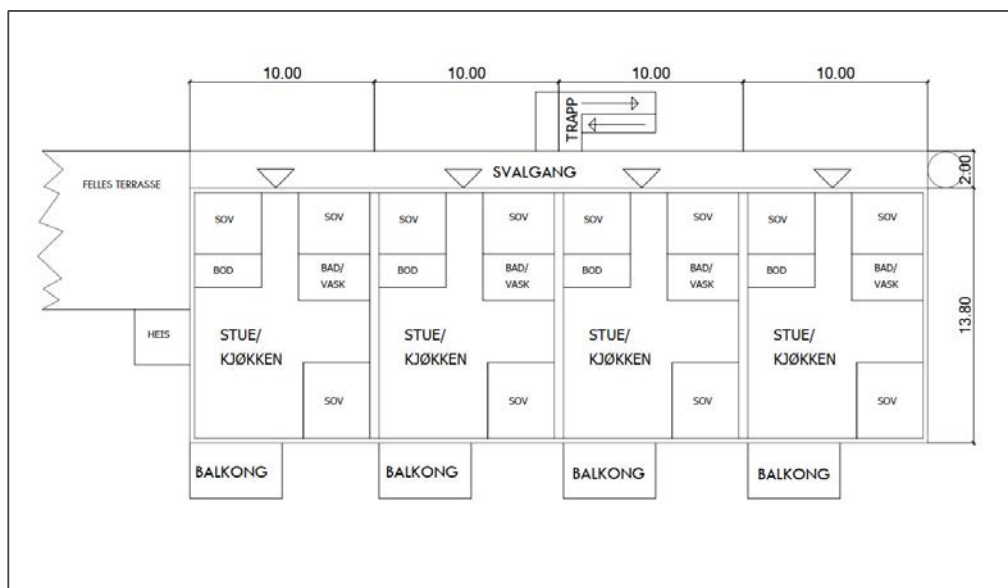 10.00 10.00 10.00 10.00
TRAPP
SVALGANG
2.00
FELLES TERRASSE
SOV SOV SOV SOV SOV SOV SOV SOV
BOD BAD/ BOD BAD/ BOD BAD/ BOD BAD/
VASK VASK VASK VASK
13.80
HEIS STUE/ STUE/ STUE/ STUE/
KJØKKEN KJØKKEN KJØKKEN KJØKKEN
SOV SOV SOV SOV
BALKONG BALKONG BALKONG BALKONG